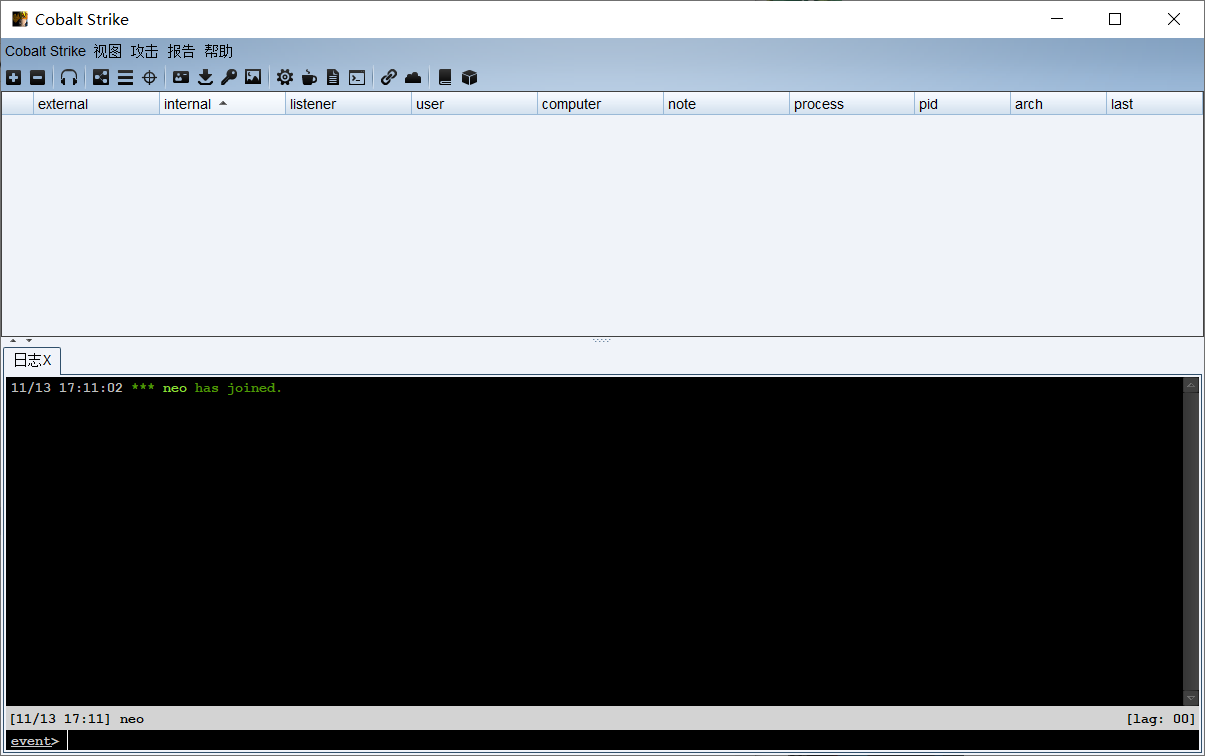 Cobalt Strike
Cobalt Strike 视图 攻击 报告 帮助
external internal listener user computer note process pid arch last
日志X
11/13 17:11:02 *** neo has joined.
[11/13 17:11] neo [lag: 00]
event>